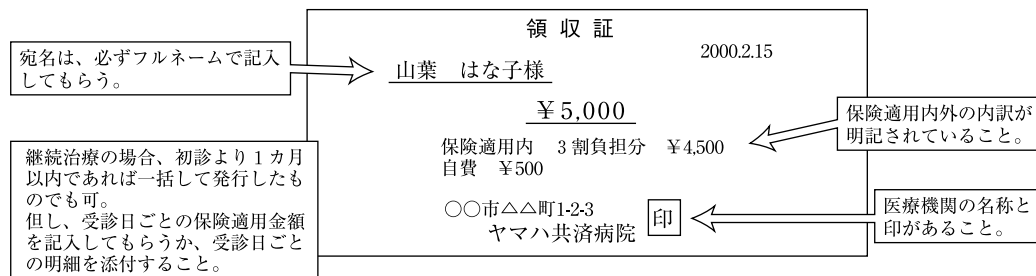 領収証
2000.2.15
山葉　はな子様
￥5,000
保険適用内　3割負担分　￥4,500
自費　￥500
○○市△△町1-2-3
ヤマハ共済病院
印
宛名は、必ずフルネームで記入
してもらう。
継続治療の場合、初診より１カ月
以内であれば一括して発行したも
のでも可。
但し、受診日ごとの保険適用金額
を記入してもらうか、受診日ごと
の明細を添付すること。
保険適用内外の内訳が
明記されていること。
医療機関の名称と
印があること。